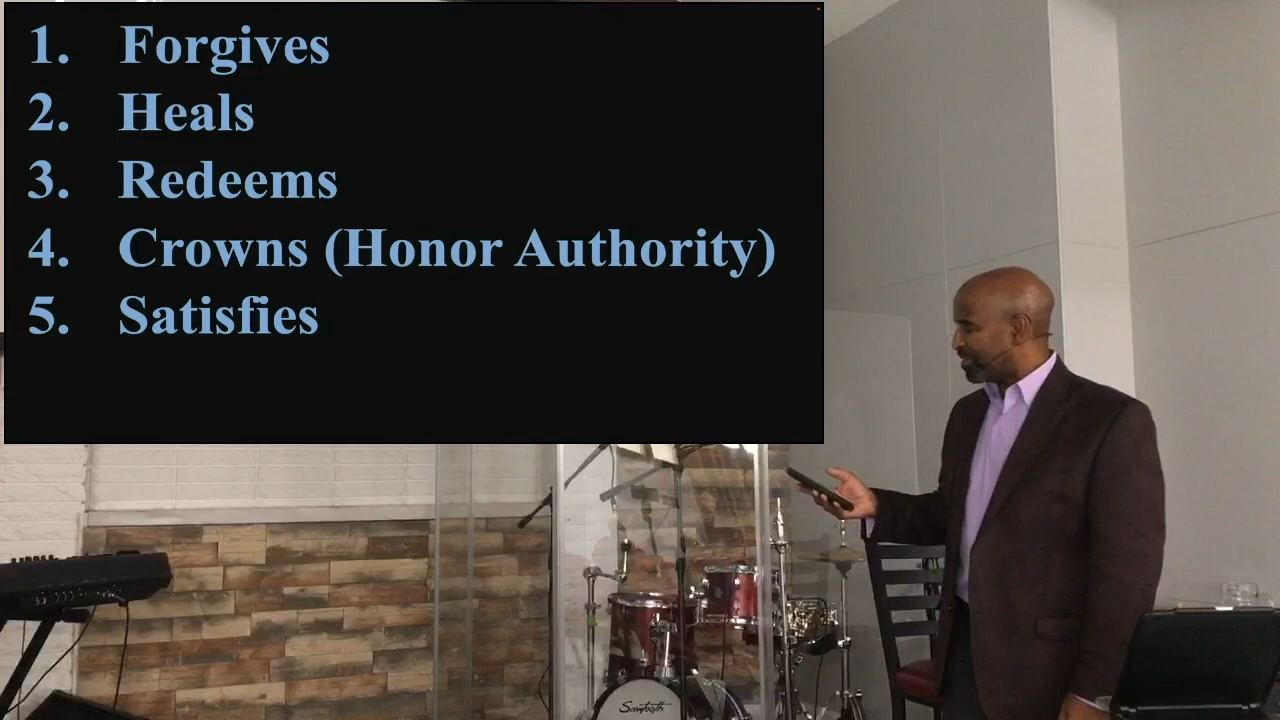 1. Forgives
2. Heals
3. Redeems
4. Crowns (Honor Authority)
5. Satisfies
Sawtooth